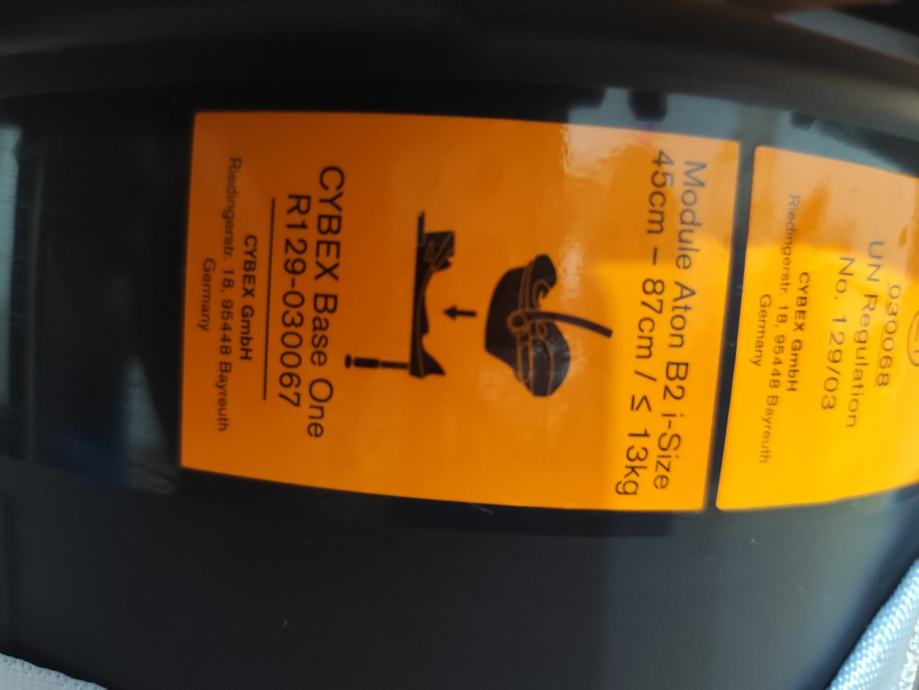 Module Aton B2 i-Size
45cm – 87cm / ≤ 13kg
CYBEX Base One
R129-030067
CYBEX GmbH
Riedingerstr. 18, 95448 Bayreuth
Germany
030068
UN Regulation
No. 129/03
CYBEX GmbH
Riedingerstr. 18, 95448 Bayreuth
Germany